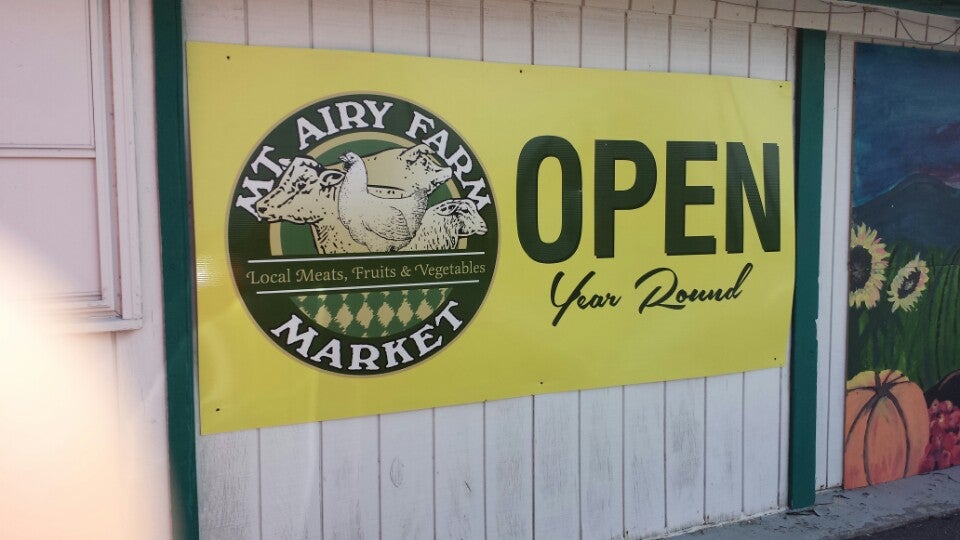 MT. AIRY FARM
Local Meats, Fruits & Vegetables
MARKET
OPEN
Year Round